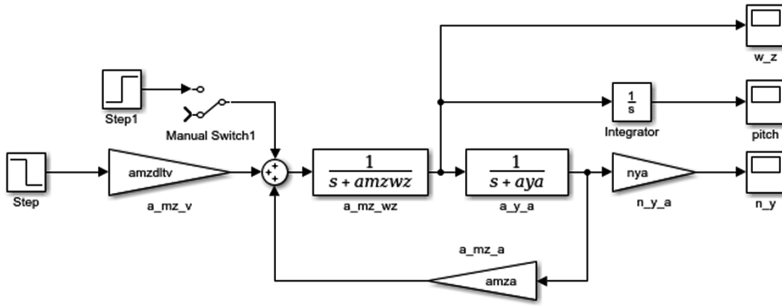 w_z
Step1
Manual Switch1
1
s
Integrator
pitch
Step
amzdltv
a_mz_v
+
+
+
1
s + amzwz
a_mz_wz
1
s + aya
a_y_a
nya
n_y_a
n_y
a_mz_a
amza